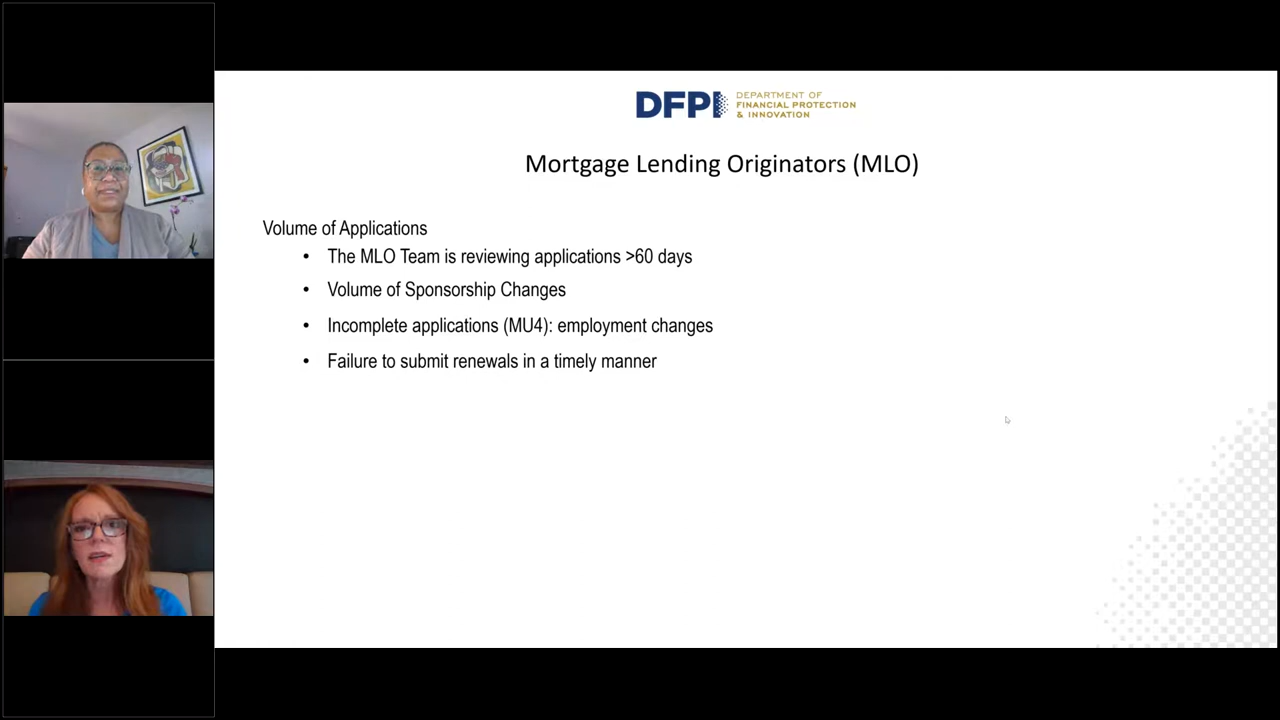 DFPI
DEPARTMENT OF
FINANCIAL PROTECTION
& INNOVATION
Mortgage Lending Originators (MLO)
Volume of Applications
• The MLO Team is reviewing applications >60 days
• Volume of Sponsorship Changes
• Incomplete applications (MU4): employment changes
• Failure to submit renewals in a timely manner